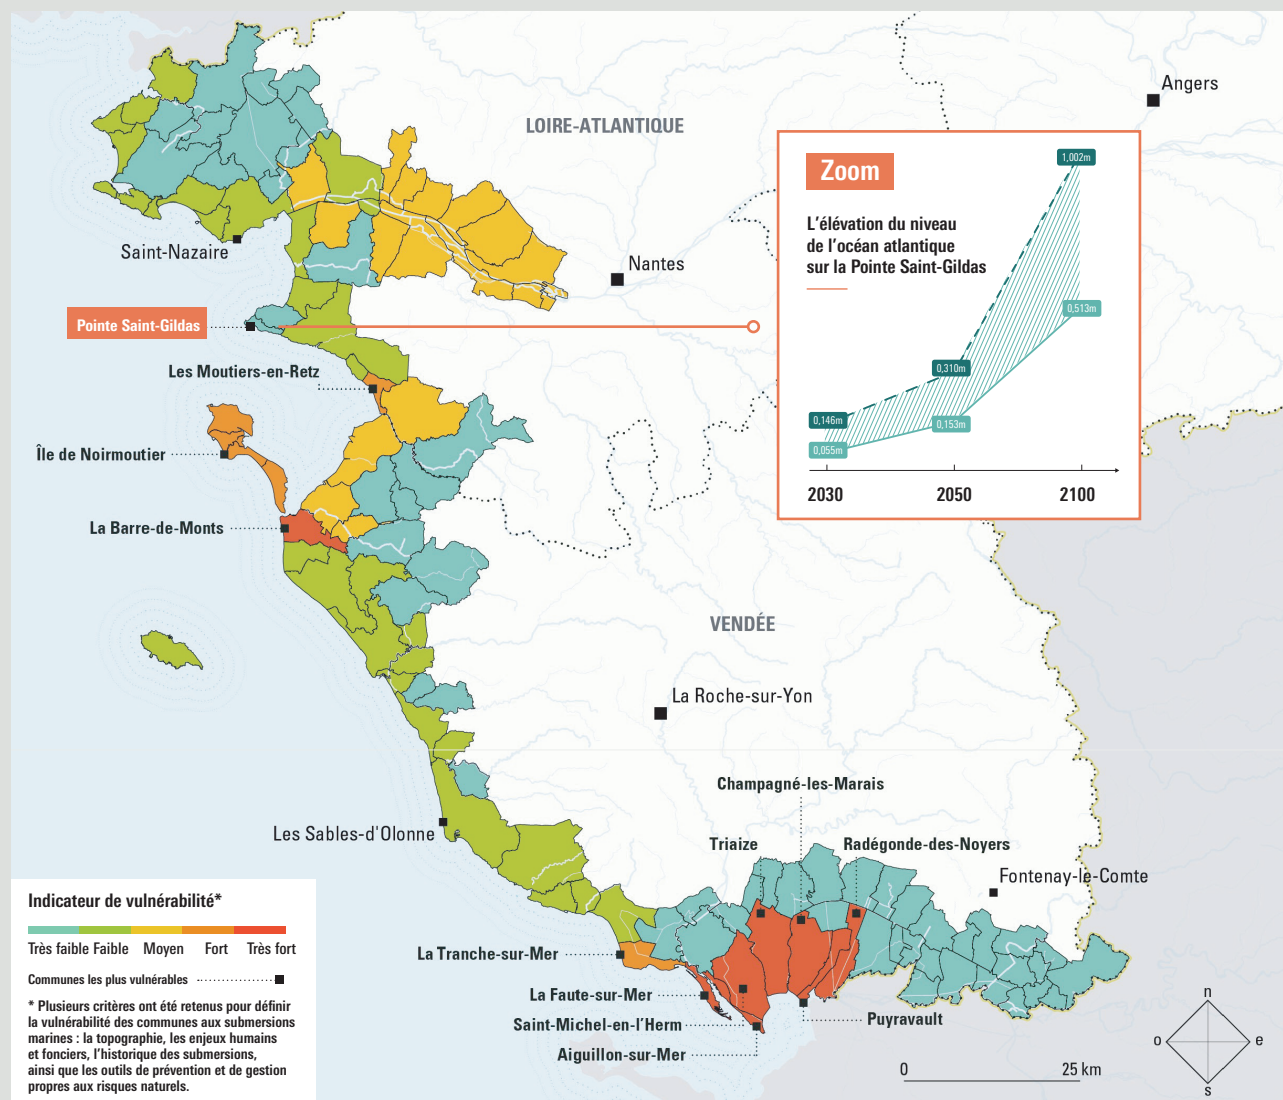 Angers
LOIRE-ATLANTIQUE
Zoom
L'élévation du niveau
de l'océan atlantique
sur la Pointe Saint-Gildas
1,002m
0,513m
0,310m
0,153m
0,146m
0,055m
2030
2050
2100
Saint-Nazaire
Nantes
Pointe Saint-Gildas
Les Moutiers-en-Retz
Île de Noirmoutier
La Barre-de-Monts
VENDÉE
La Roche-sur-Yon
Champagné-les-Marais
Les Sables-d'Olonne
Triaize
Radégonde-des-Noyers
Fontenay-le-Comte
La Tranche-sur-Mer
La Faute-sur-Mer
Saint-Michel-en-l'Herm
Puyravault
Aiguillon-sur-Mer
Indicateur de vulnérabilité*
Très faible Faible Moyen Fort Très fort
Communes les plus vulnérables
* Plusieurs critères ont été retenus pour définir
la vulnérabilité des communes aux submersions
marines : la topographie, les enjeux humains
et fonciers, l'historique des submersions,
ainsi que les outils de prévention et de gestion
propres aux risques naturels.
0 25 km
n
o e
s